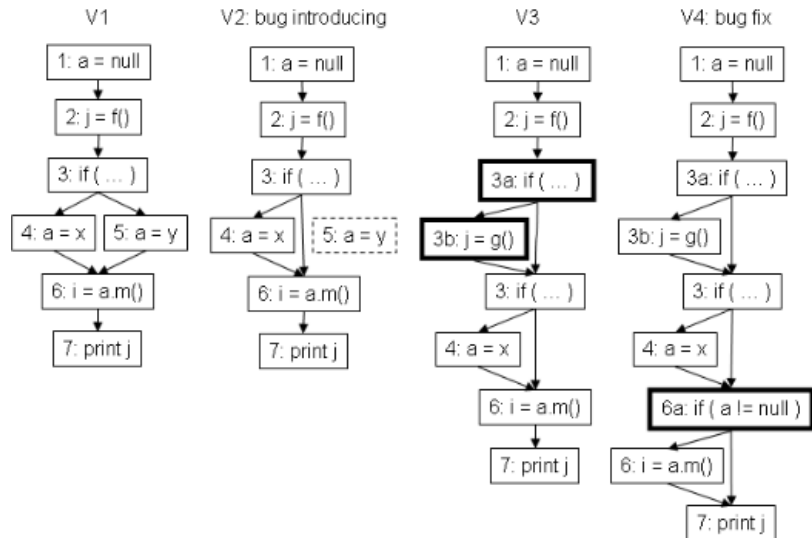 V1
1: a = null
2: j = f()
3: if ( ... )
4: a = x
5: a = y
6: i = a.m()
7: print j
V2: bug introducing
1: a = null
2: j = f()
3: if ( ... )
4: a = x
5: a = y
6: i = a.m()
7: print j
V3
1: a = null
2: j = f()
3a: if ( ... )
3b: j = g()
3: if ( ... )
4: a = x
6: i = a.m()
7: print j
V4: bug fix
1: a = null
2: j = f()
3a: if ( ... )
3b: j = g()
3: if ( ... )
4: a = x
6a: if ( a != null )
6: i = a.m()
7: print j